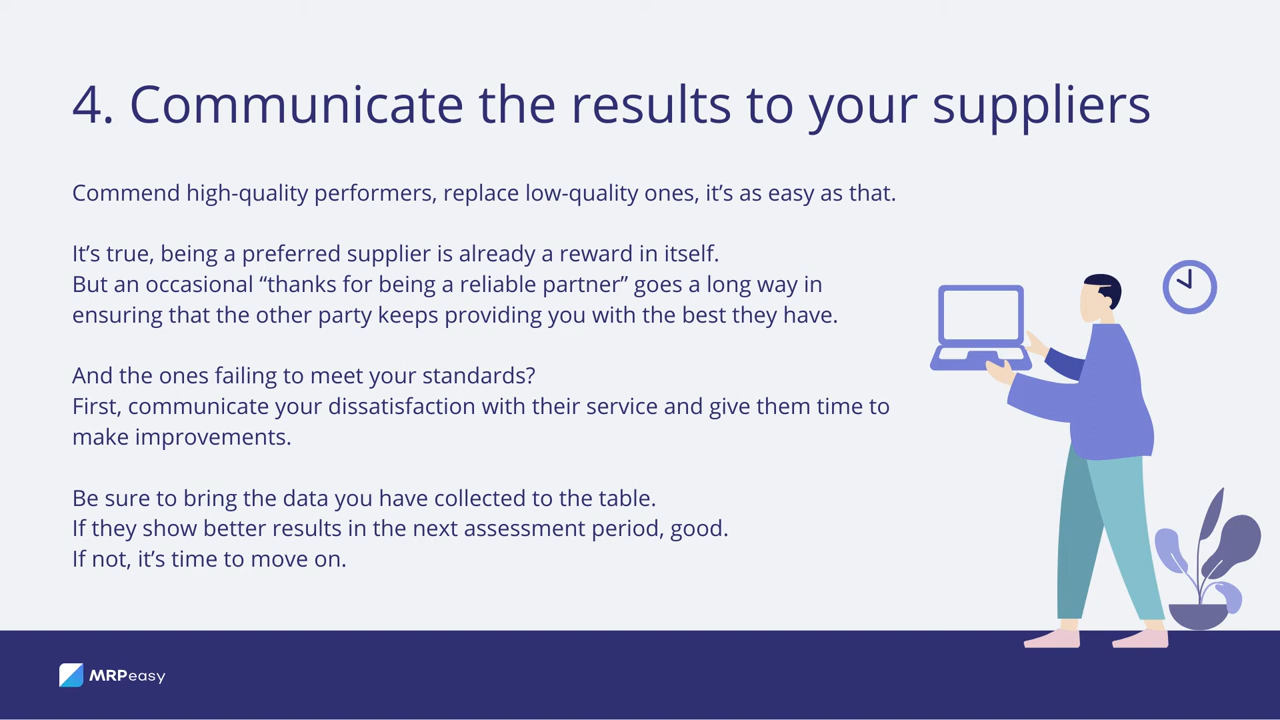 4. Communicate the results to your suppliers
Commend high-quality performers, replace low-quality ones, it’s as easy as that.
It’s true, being a preferred supplier is already a reward in itself.
But an occasional “thanks for being a reliable partner” goes a long way in
ensuring that the other party keeps providing you with the best they have.
And the ones failing to meet your standards?
First, communicate your dissatisfaction with their service and give them time to
make improvements.
Be sure to bring the data you have collected to the table.
If they show better results in the next assessment period, good.
If not, it’s time to move on.
MRPeasy